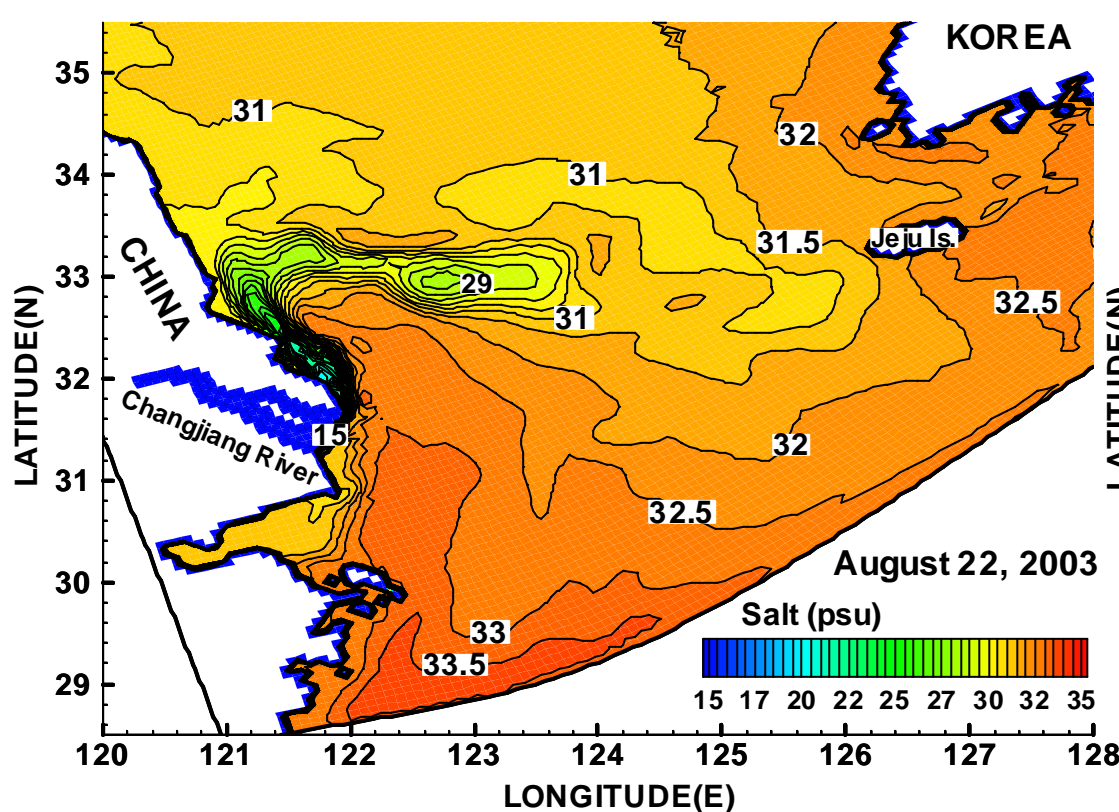 KOREA
35
31
32
34
31
CHINA
31.5
Jeju Is.
33
29
31
32.5
LATITUDE(N)
LATITUDE(N)
32
Changjiang River
15
32
31
32.5
30
August 22, 2003
Salt (psu)
33
33.5
29
15 17 20 22 25 27 30 32 35
120 121 122 123 124 125 126 127 128
LONGITUDE(E)